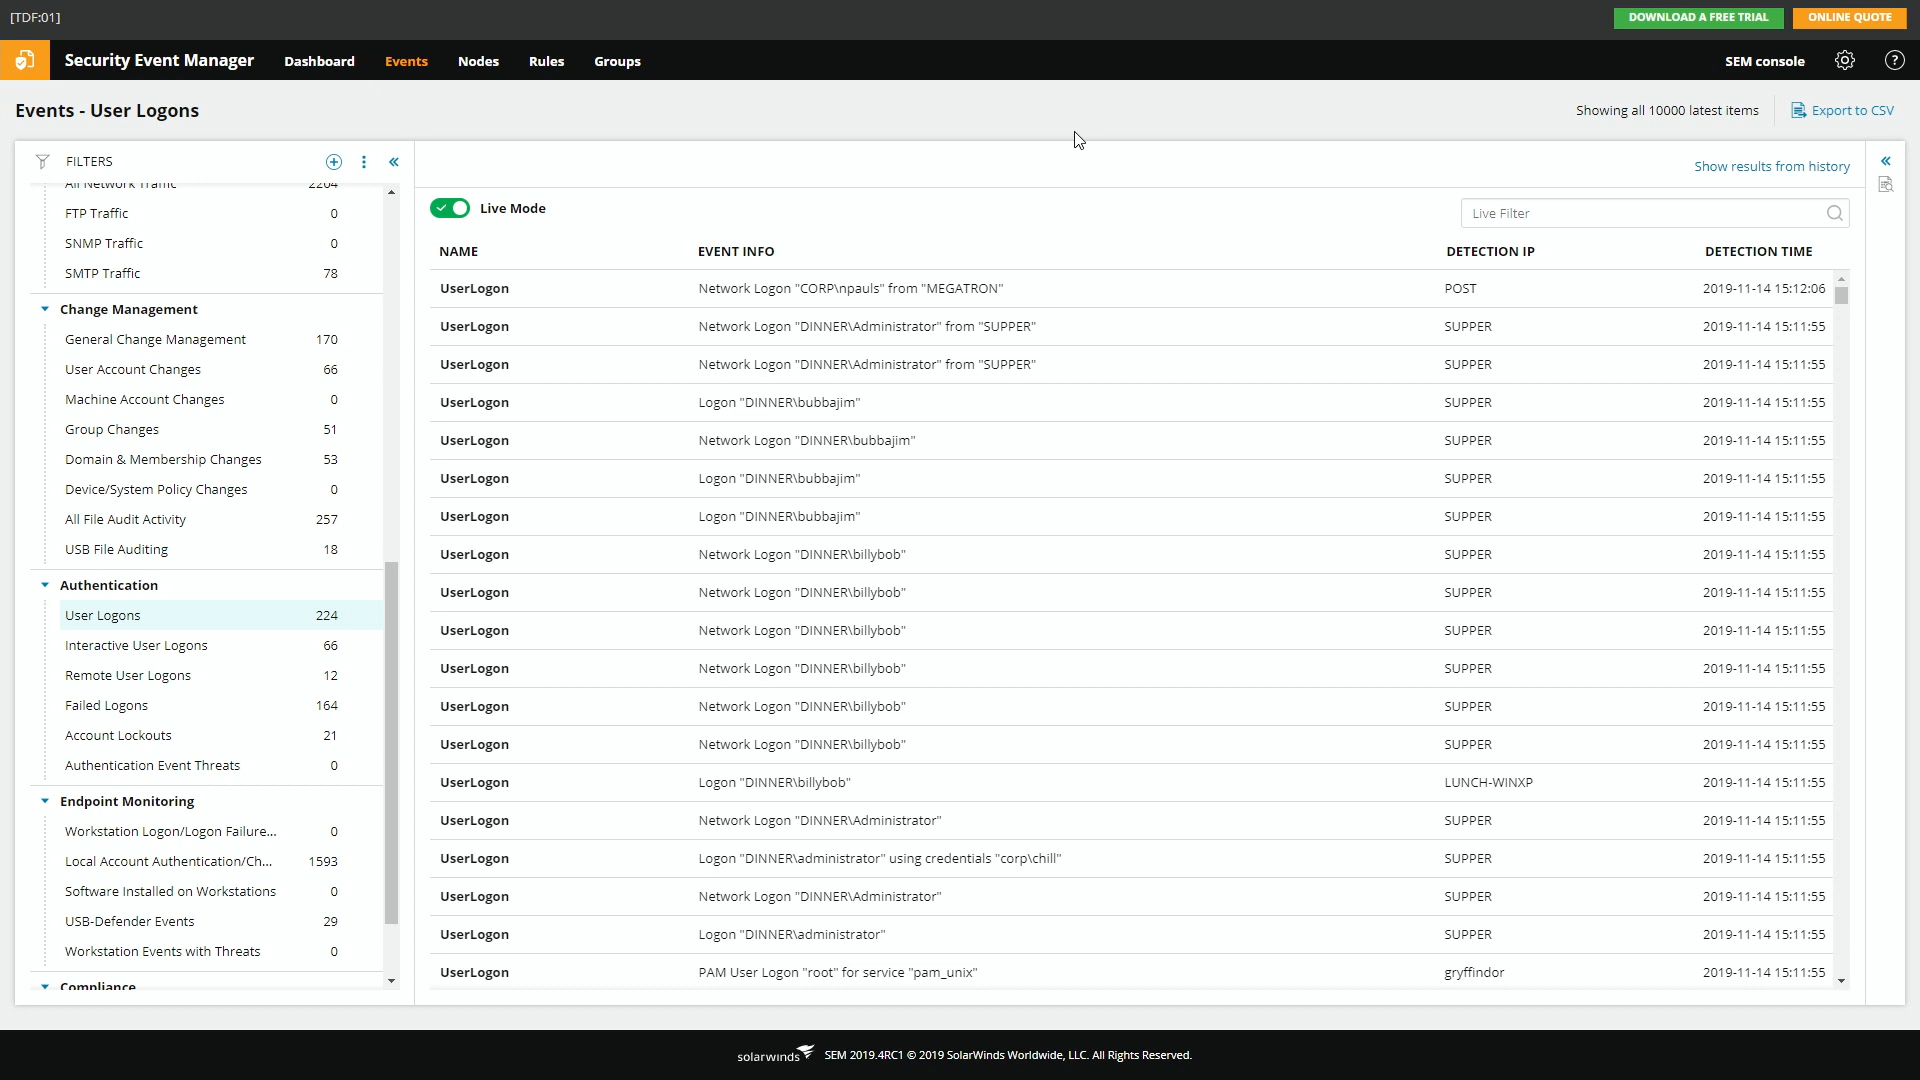 [TDF:01]
DOWNLOAD A FREE TRIAL
ONLINE QUOTE
Security Event Manager Dashboard Events Nodes Rules Groups SEM console ?
Events - User Logons Showing all 10000 latest items Export to CSV
FILTERS
All Network Traffic 2204
FTP Traffic 0
SNMP Traffic 0
SMTP Traffic 78
Change Management
General Change Management 170
User Account Changes 66
Machine Account Changes 0
Group Changes 51
Domain & Membership Changes 53
Device/System Policy Changes 0
All File Audit Activity 257
USB File Auditing 18
Authentication
User Logons 224
Interactive User Logons 66
Remote User Logons 12
Failed Logons 164
Account Lockouts 21
Authentication Event Threats 0
Endpoint Monitoring
Workstation Logon/Logon Failure... 0
Local Account Authentication/Ch... 1593
Software Installed on Workstations 0
USB-Defender Events 29
Workstation Events with Threats 0
Compliance
Show results from history
Live Mode
Live Filter
NAME EVENT INFO DETECTION IP DETECTION TIME
UserLogon Network Logon "CORP\npauls" from "MEGATRON" POST 2019-11-14 15:12:06
UserLogon Network Logon "DINNER\Administrator" from "SUPPER" SUPPER 2019-11-14 15:11:55
UserLogon Network Logon "DINNER\Administrator" from "SUPPER" SUPPER 2019-11-14 15:11:55
UserLogon Logon "DINNER\bubbajim" SUPPER 2019-11-14 15:11:55
UserLogon Network Logon "DINNER\bubbajim" SUPPER 2019-11-14 15:11:55
UserLogon Logon "DINNER\bubbajim" SUPPER 2019-11-14 15:11:55
UserLogon Logon "DINNER\bubbajim" SUPPER 2019-11-14 15:11:55
UserLogon Network Logon "DINNER\billybob" SUPPER 2019-11-14 15:11:55
UserLogon Network Logon "DINNER\billybob" SUPPER 2019-11-14 15:11:55
UserLogon Network Logon "DINNER\billybob" SUPPER 2019-11-14 15:11:55
UserLogon Network Logon "DINNER\billybob" SUPPER 2019-11-14 15:11:55
UserLogon Network Logon "DINNER\billybob" SUPPER 2019-11-14 15:11:55
UserLogon Network Logon "DINNER\billybob" SUPPER 2019-11-14 15:11:55
UserLogon Logon "DINNER\billybob" LUNCH-WINXP 2019-11-14 15:11:55
UserLogon Network Logon "DINNER\Administrator" SUPPER 2019-11-14 15:11:55
UserLogon Logon "DINNER\administrator" using credentials "corp\chill" SUPPER 2019-11-14 15:11:55
UserLogon Network Logon "DINNER\Administrator" SUPPER 2019-11-14 15:11:55
UserLogon Logon "DINNER\administrator" SUPPER 2019-11-14 15:11:55
UserLogon PAM User Logon "root" for service "pam_unix" gryffindor 2019-11-14 15:11:55
solarwinds SEM 2019.4RC1 © 2019 SolarWinds Worldwide, LLC. All Rights Reserved.